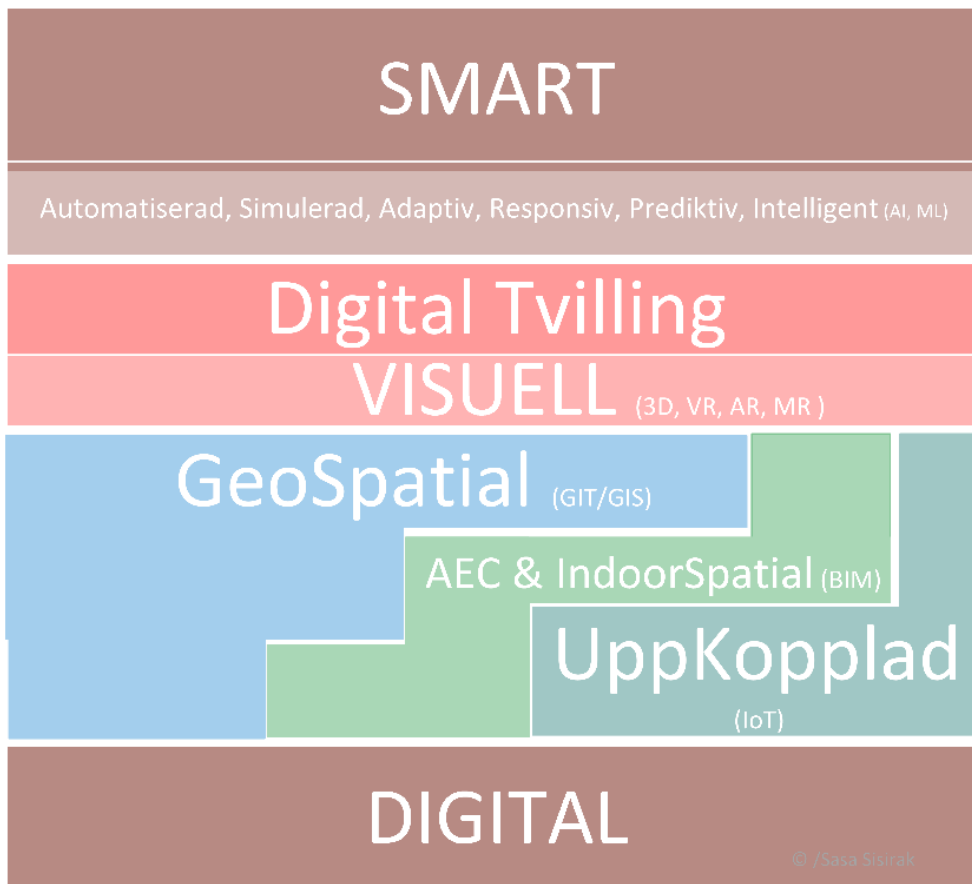 SMART
Automatiserad, Simulerad, Adaptiv, Responsiv, Prediktiv, Intelligent (AI, ML)
Digital Tvilling
VISUELL (3D, VR, AR, MR )
GeoSpatial (GIT/GIS)
AEC & IndoorSpatial (BIM)
UppKopplad
(IoT)
DIGITAL
© /Sasa Sisirak